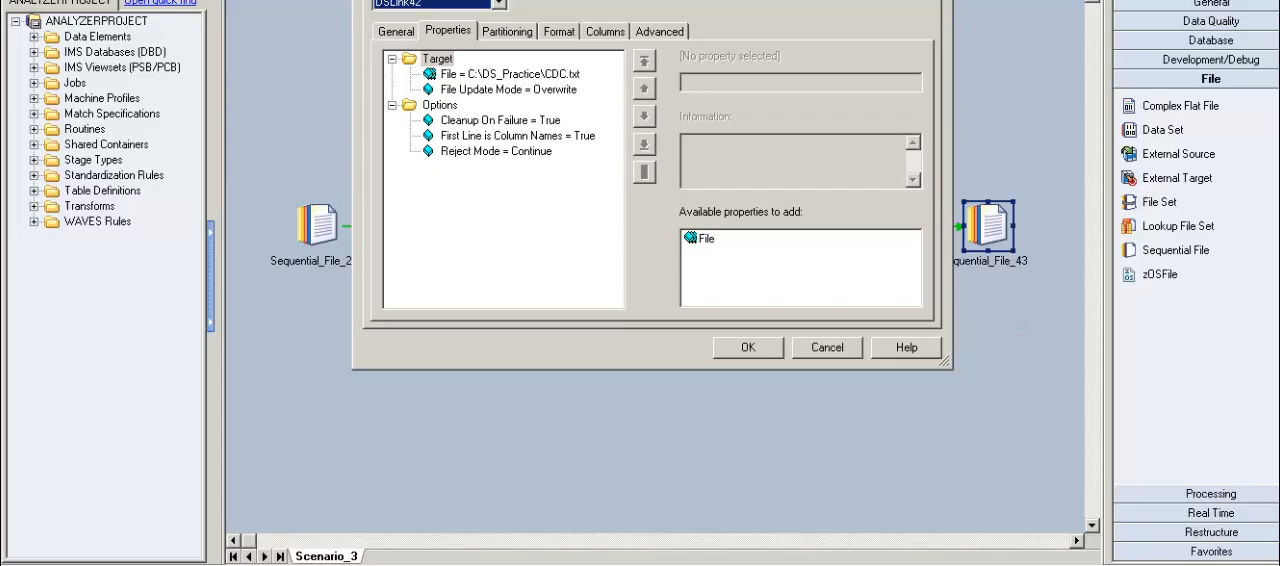 ANALYZERPROJECT
Open quick find
ANALYZERPROJECT
Data Elements
IMS Databases (DBD)
IMS Viewsets (PSB/PCB)
Jobs
Machine Profiles
Match Specifications
Routines
Shared Containers
Stage Types
Standardization Rules
Table Definitions
Transforms
WAVES Rules
Sequential_File_2
DSLink42
General
Properties
Partitioning
Format
Columns
Advanced
Target
File = C:\DS_Practice\CDC.txt
File Update Mode = Overwrite
Options
Cleanup On Failure = True
First Line is Column Names = True
Reject Mode = Continue
[No property selected]
Information:
Available properties to add:
File
OK
Cancel
Help
quential_File_43
Scenario_3
General
Data Quality
Database
Development/Debug
File
Complex Flat File
Data Set
External Source
External Target
File Set
Lookup File Set
Sequential File
zOSFile
Processing
Real Time
Restructure
Favorites